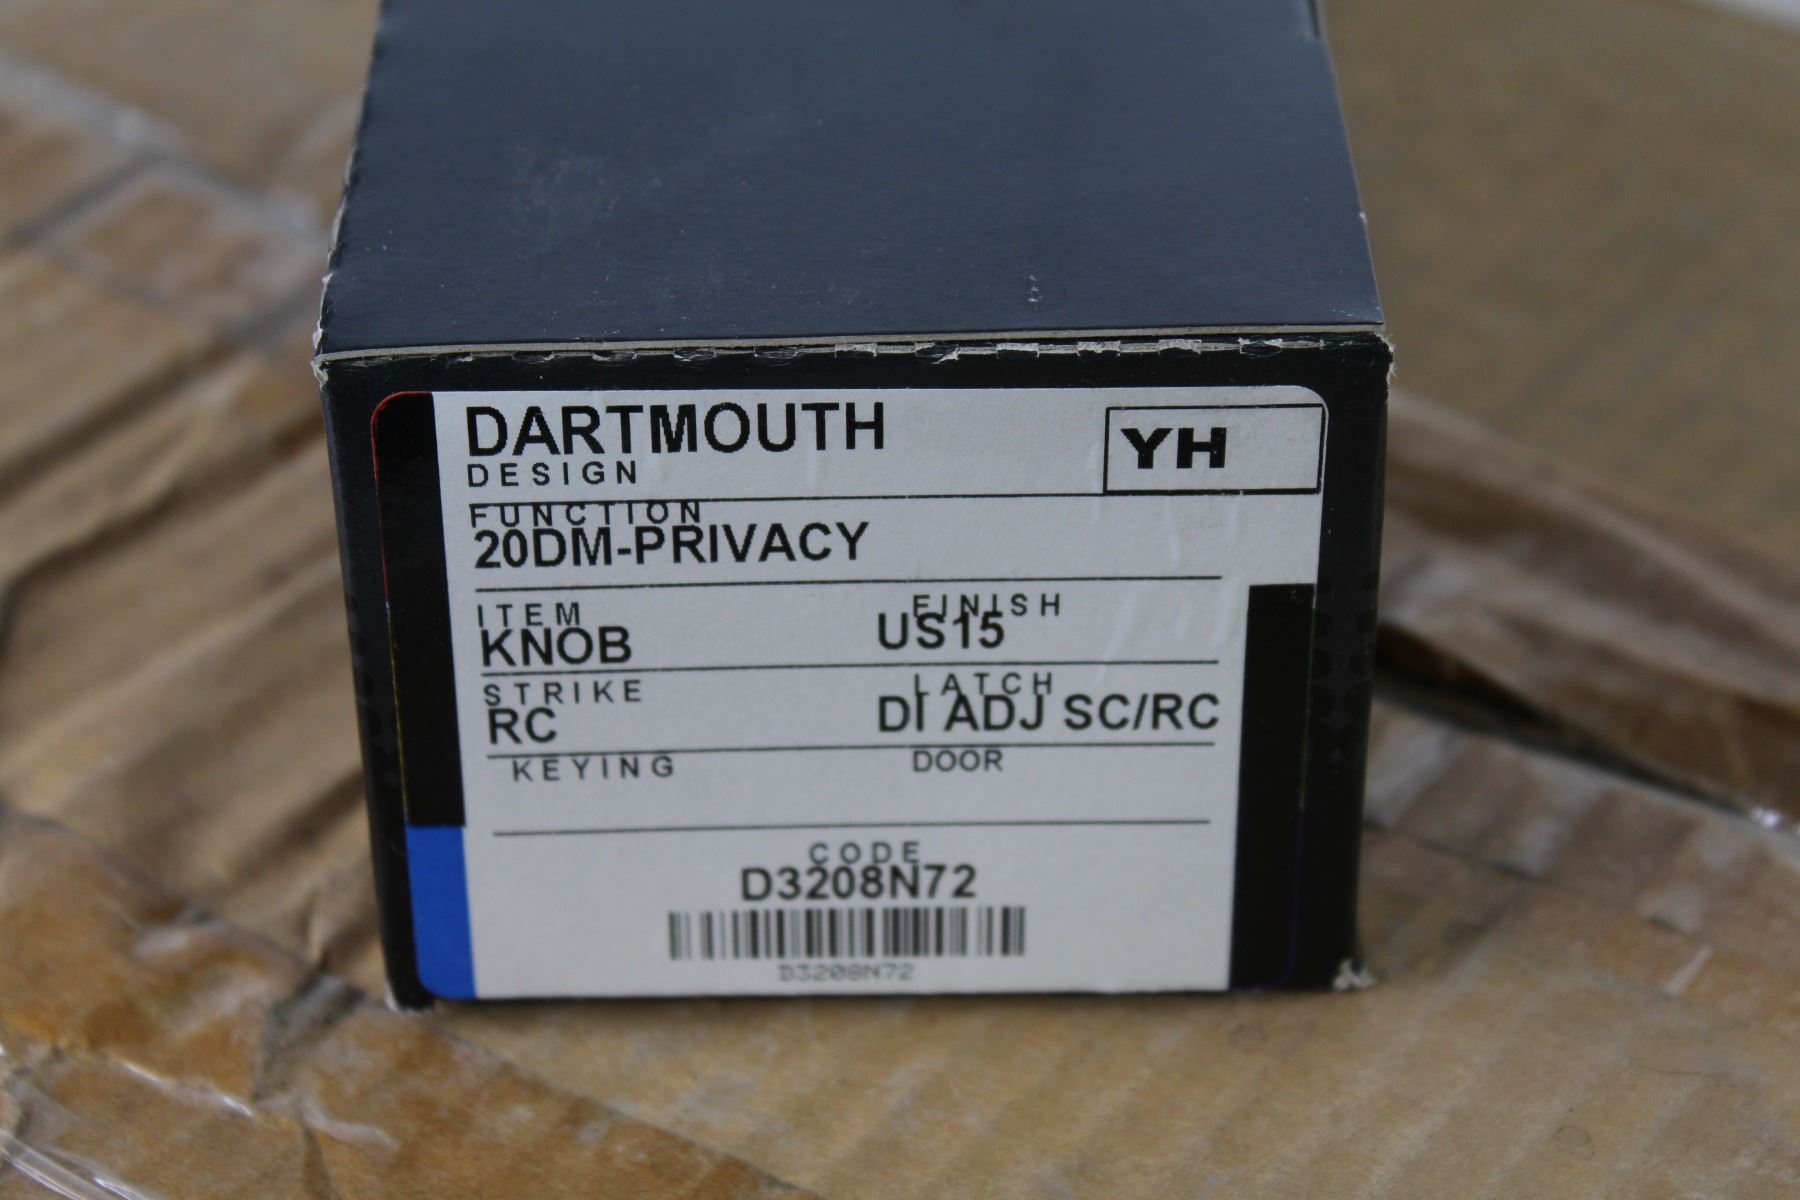 DARTMOUTH
YH
DESIGN
FUNCTION
20DM-PRIVACY
ITEM FINISH
KNOB US15
STRIKE LATCH
RC DI ADJ SC/RC
KEYING DOOR
CODE
D3208N72
D3208N72